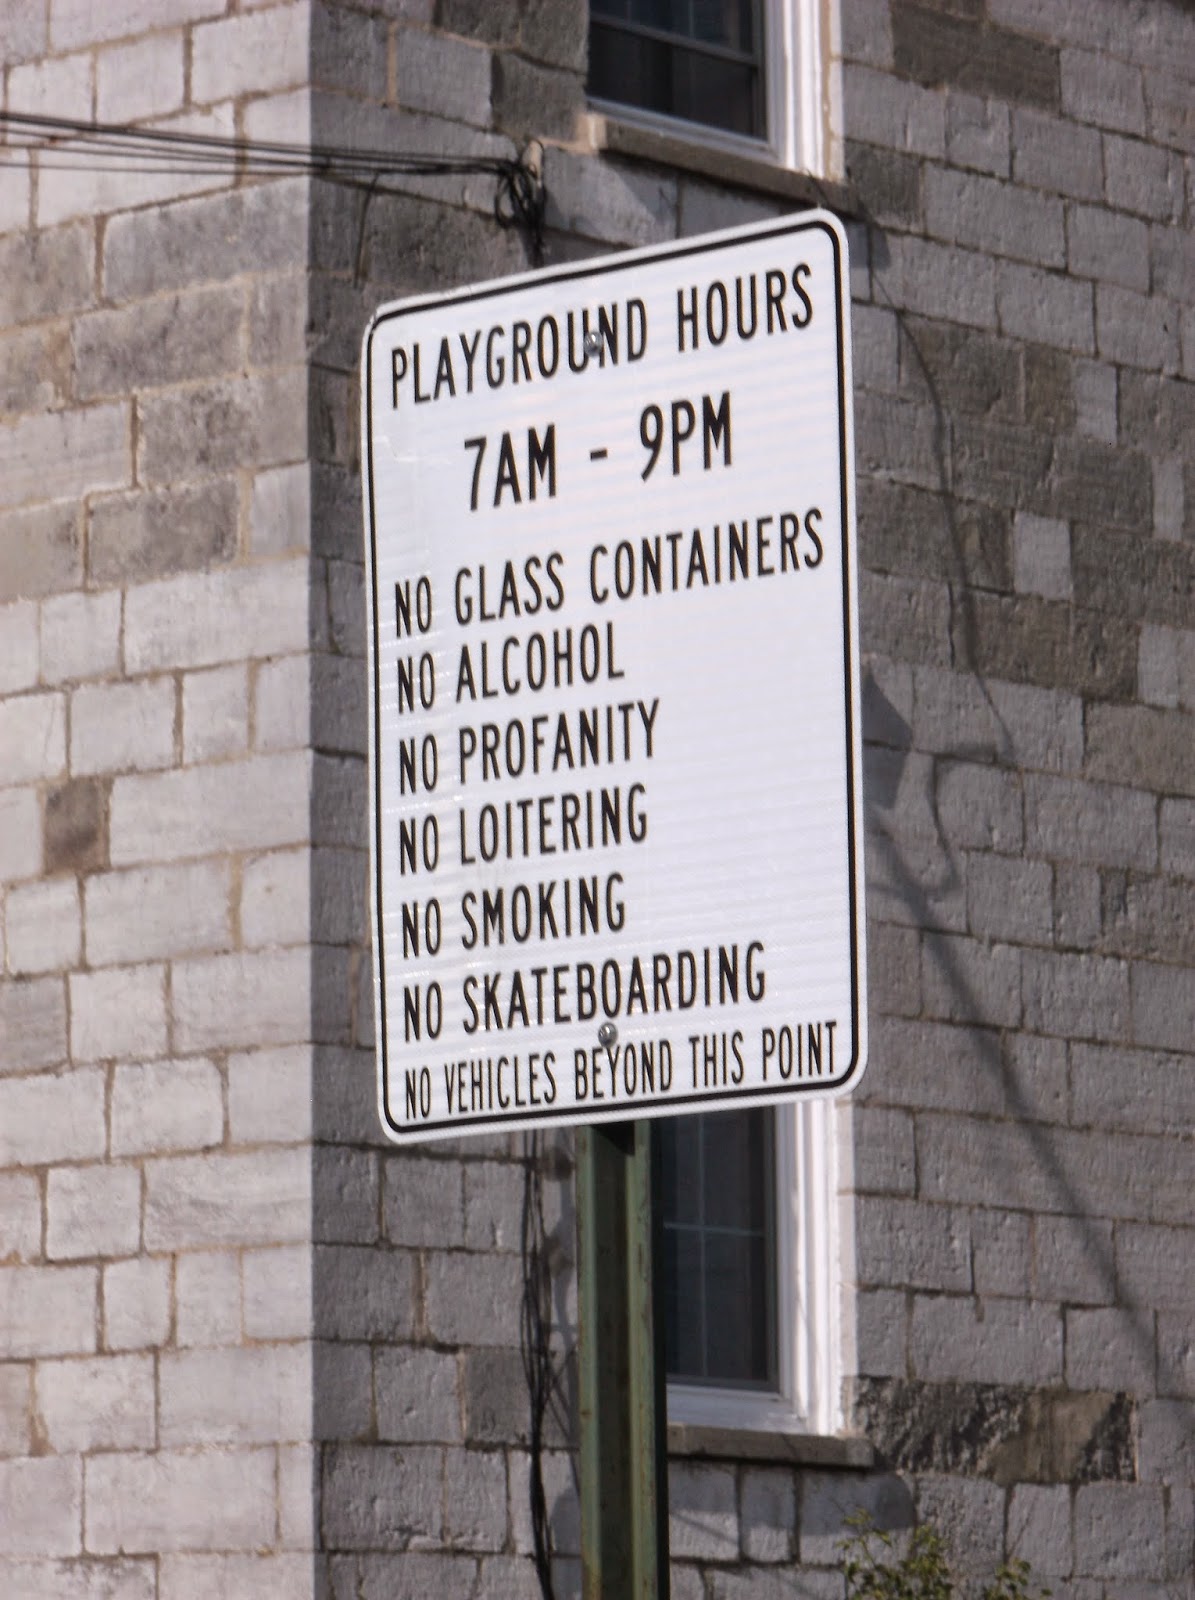 PLAYGROUND HOURS
7AM - 9PM
NO GLASS CONTAINERS
NO ALCOHOL
NO PROFANITY
NO LOITERING
NO SMOKING
NO SKATEBOARDING
NO VEHICLES BEYOND THIS POINT